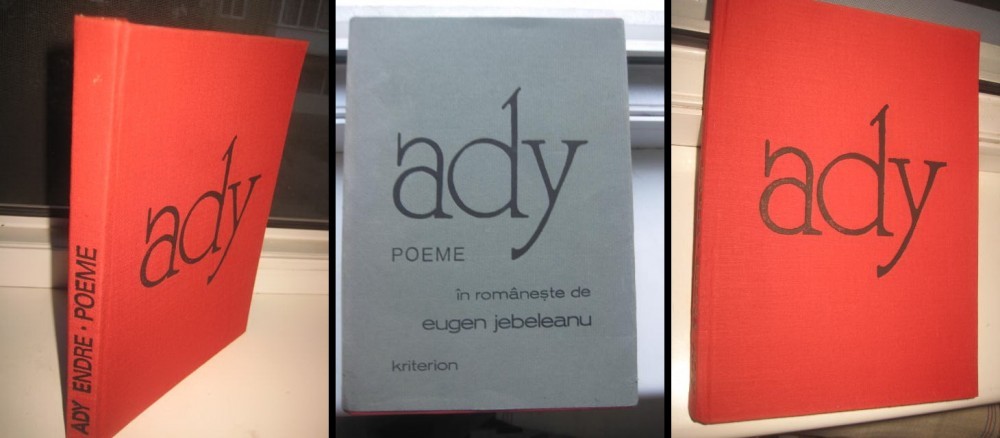 ADY ENDRE • POEME
ady
ady
POEME
în românește de
eugen jebeleanu
kriterion
ady